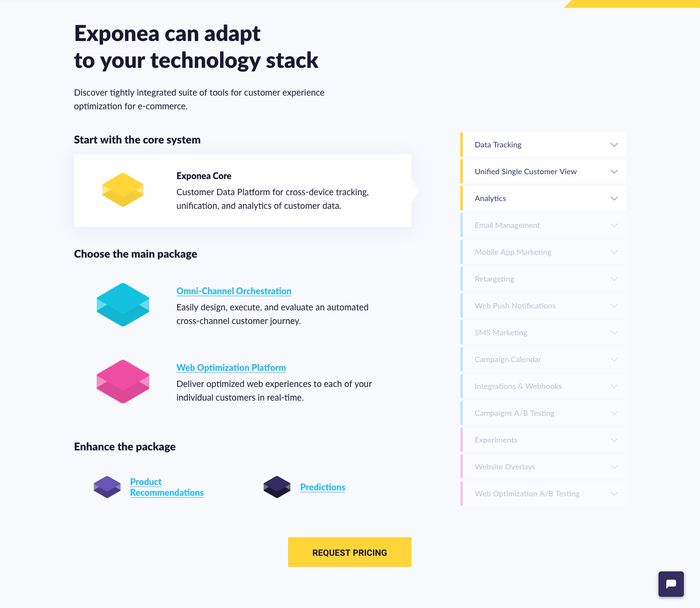 Exponea can adapt
to your technology stack
Discover tightly integrated suite of tools for customer experience
optimization for e-commerce.
Start with the core system
Exponea Core
Customer Data Platform for cross-device tracking,
unification, and analytics of customer data.
Choose the main package
Omni-Channel Orchestration
Easily design, execute, and evaluate an automated
cross-channel customer journey.
Web Optimization Platform
Deliver optimized web experiences to each of your
individual customers in real-time.
Enhance the package
Product
Recommendations
Predictions
REQUEST PRICING
Data Tracking
Unified Single Customer View
Analytics
Email Management
Mobile App Marketing
Retargeting
Web Push Notifications
SMS Marketing
Campaign Calendar
Integrations & Webhooks
Campaigns A/B Testing
Experiments
Website Overlays
Web Optimization A/B Testing